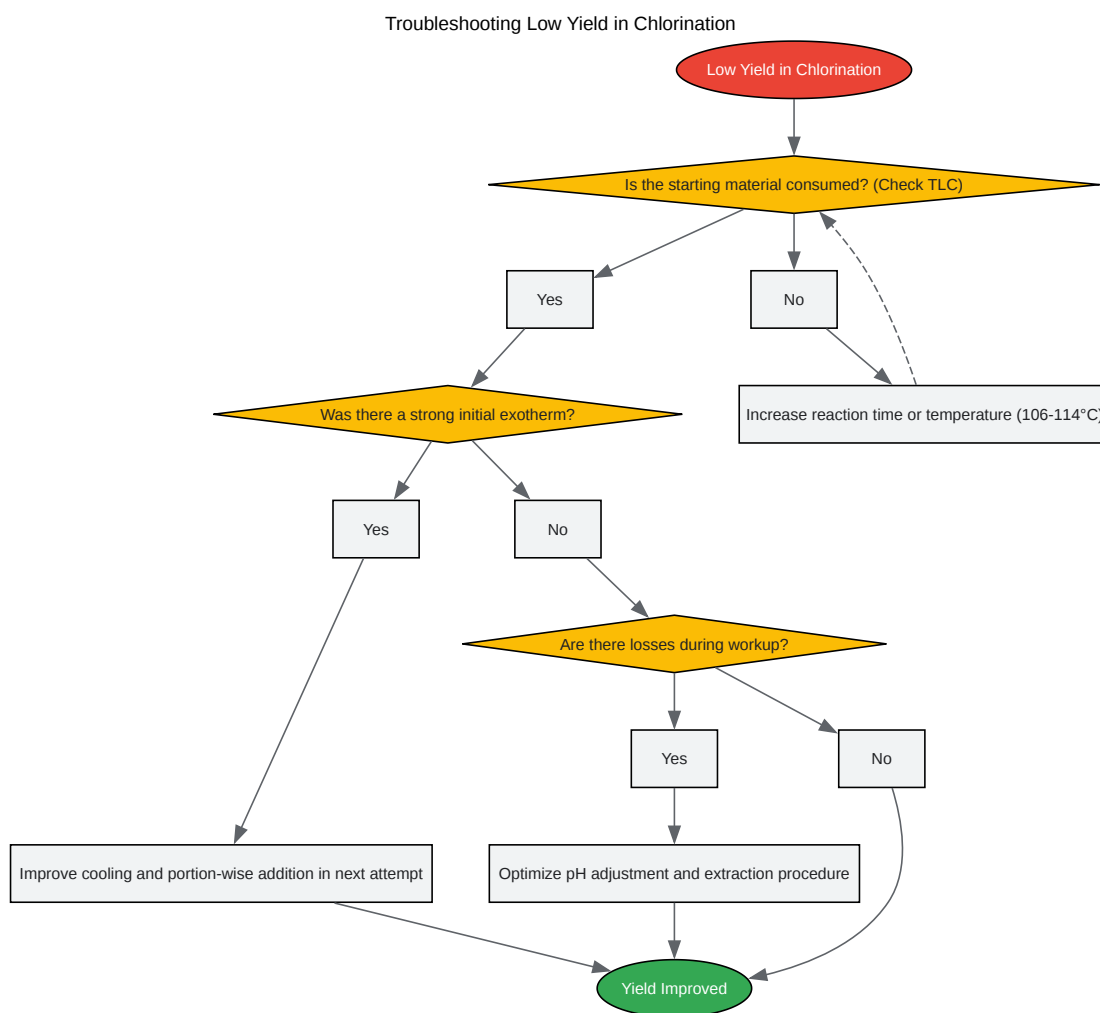 Troubleshooting Low Yield in Chlorination
Low Yield in Chlorination
Is the starting material consumed? (Check TLC)
Yes
No
Was there a strong initial exotherm?
Increase reaction time or temperature (106-114°C)
Yes
No
Are there losses during workup?
Yes
No
Improve cooling and portion-wise addition in next attempt
Optimize pH adjustment and extraction procedure
Yield Improved